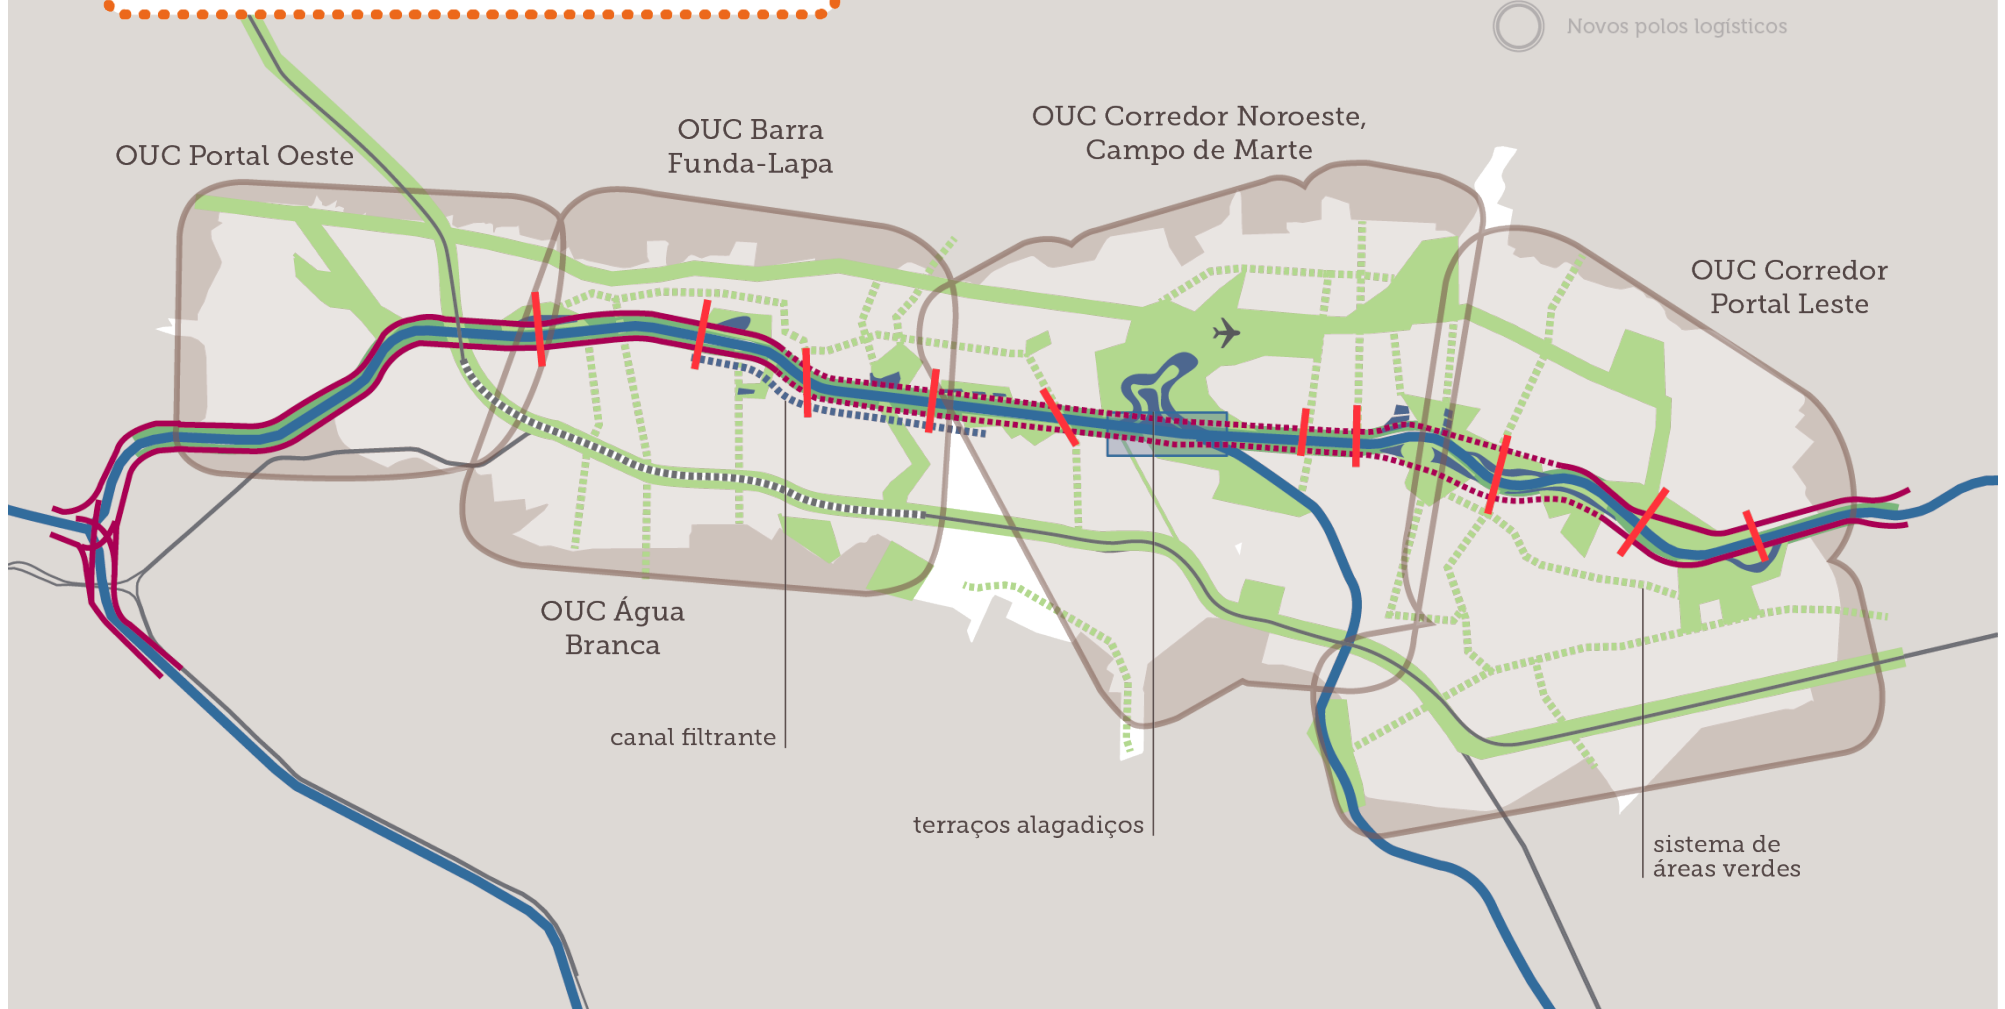 Novos polos logísticos
OUC Corredor Noroeste,
Campo de Marte
OUC Barra
Funda-Lapa
OUC Portal Oeste
OUC Corredor
Portal Leste
OUC Água
Branca
canal filtrante
terraços alagadiços
sistema de
áreas verdes